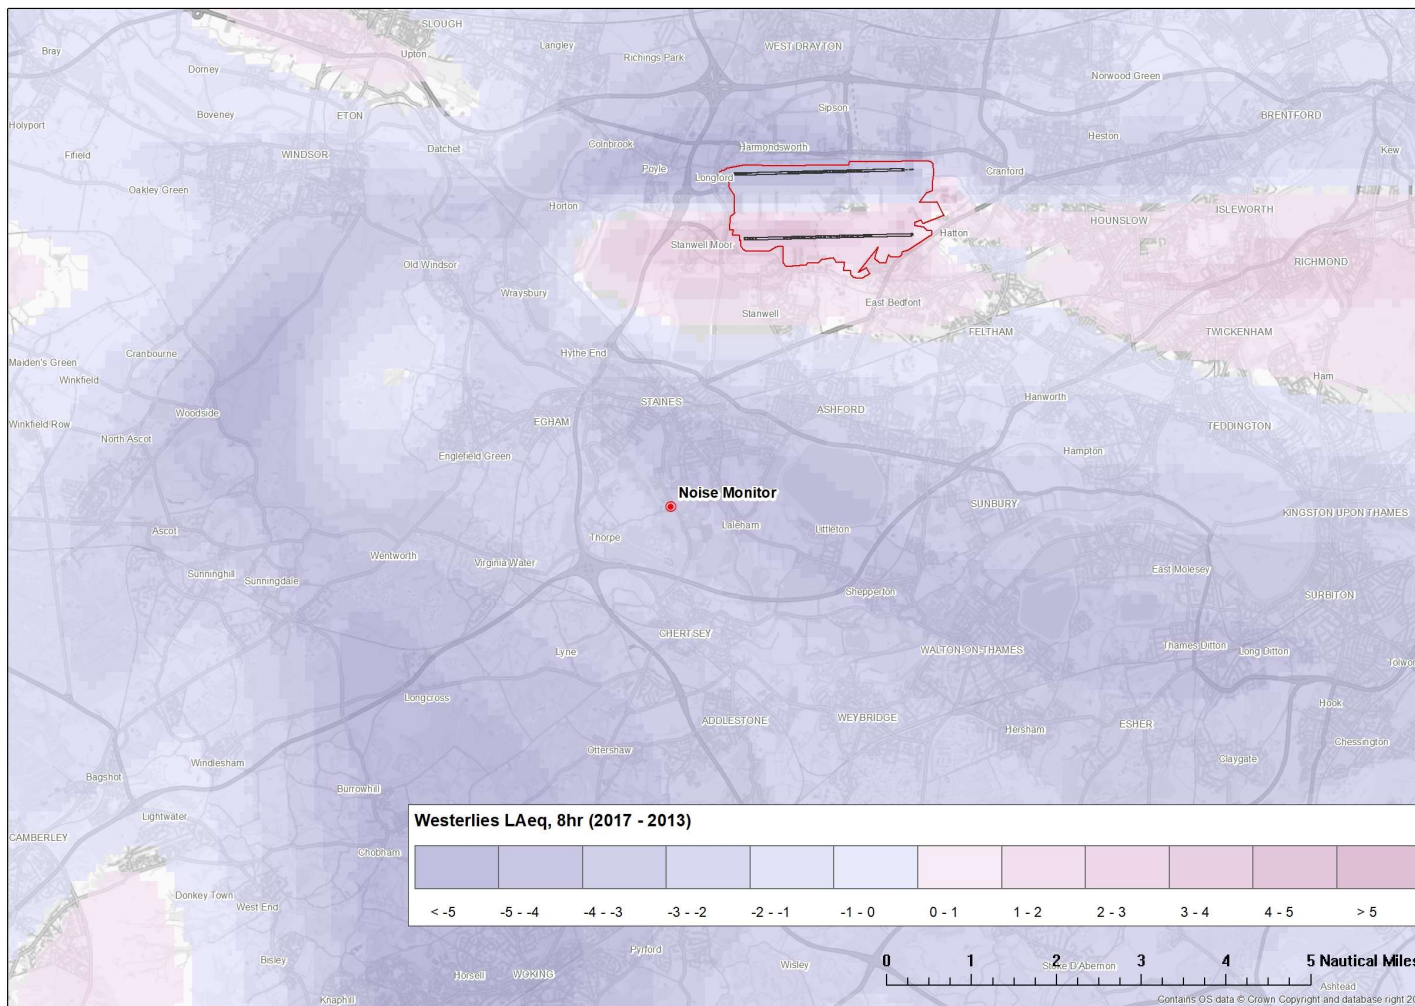 SLOUGH
Bray
Upton
Langley
Richings Park
WEST DRAYTON
Dorney
Norwood Green
Boveney
ETON
Sipson
BRENTFORD
Holyport
Heston
Fifield
WINDSOR
Datchet
Colnbrook
Harmondsworth
Kew
Poyle
Longford
Cranford
Oakley Green
Horton
ISLEWORTH
HOUNSLOW
Stanwell Moor
Hatton
Old Windsor
RICHMOND
Wraysbury
East Bedfont
Stanwell
FELTHAM
TWICKENHAM
Cranbourne
Hythe End
Maiden's Green
Winkfield
Ham
Hanworth
STAINES
Woodside
ASHFORD
Winkfield Row
EGHAM
TEDDINGTON
North Ascot
Englefield Green
Hampton
Noise Monitor
SUNBURY
KINGSTON UPON THAMES
Laleham
Littleton
Ascot
Thorpe
Wentworth
Virginia Water
East Molesey
Sunninghill
Sunningdale
Shepperton
SURBITON
CHERTSEY
Thames Ditton
Long Ditton
Lyne
WALTON-ON-THAMES
Tolwor
Longcross
Hook
ADDLESTONE
WEYBRIDGE
ESHER
Hersham
Chessington
Ottershaw
Claygate
Windlesham
Bagshot
Burrowhill
Lightwater
CAMBERLEY
Chobham
Westerlies LAeq, 8hr (2017 - 2013)
< -5 -5 - -4 -4 - -3 -3 - -2 -2 - -1 -1 - 0 0 - 1 1 - 2 2 - 3 3 - 4 4 - 5 > 5
Donkey Town
West End
Bisley
Pyrford
Wisley
Stoke D'Abernon
Horsell
WOKING
Knaphill
0 1 2 3 4 5 Nautical Miles
Ashtead
Contains OS data © Crown Copyright and database right 20